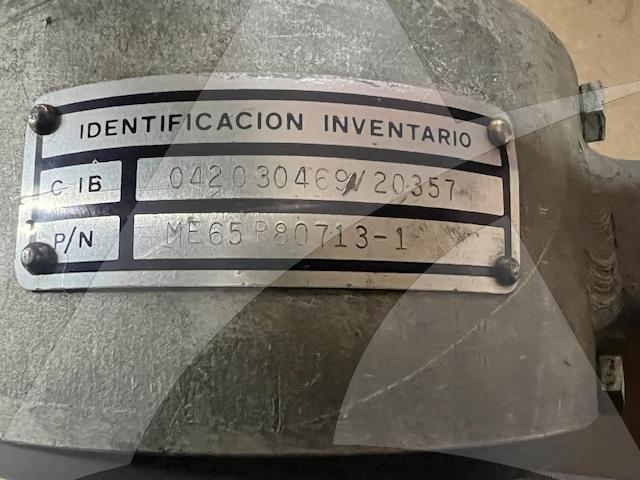 IDENTIFICACION INVENTARIO
C IB 042030469/20357
P/N ME65B80713-1